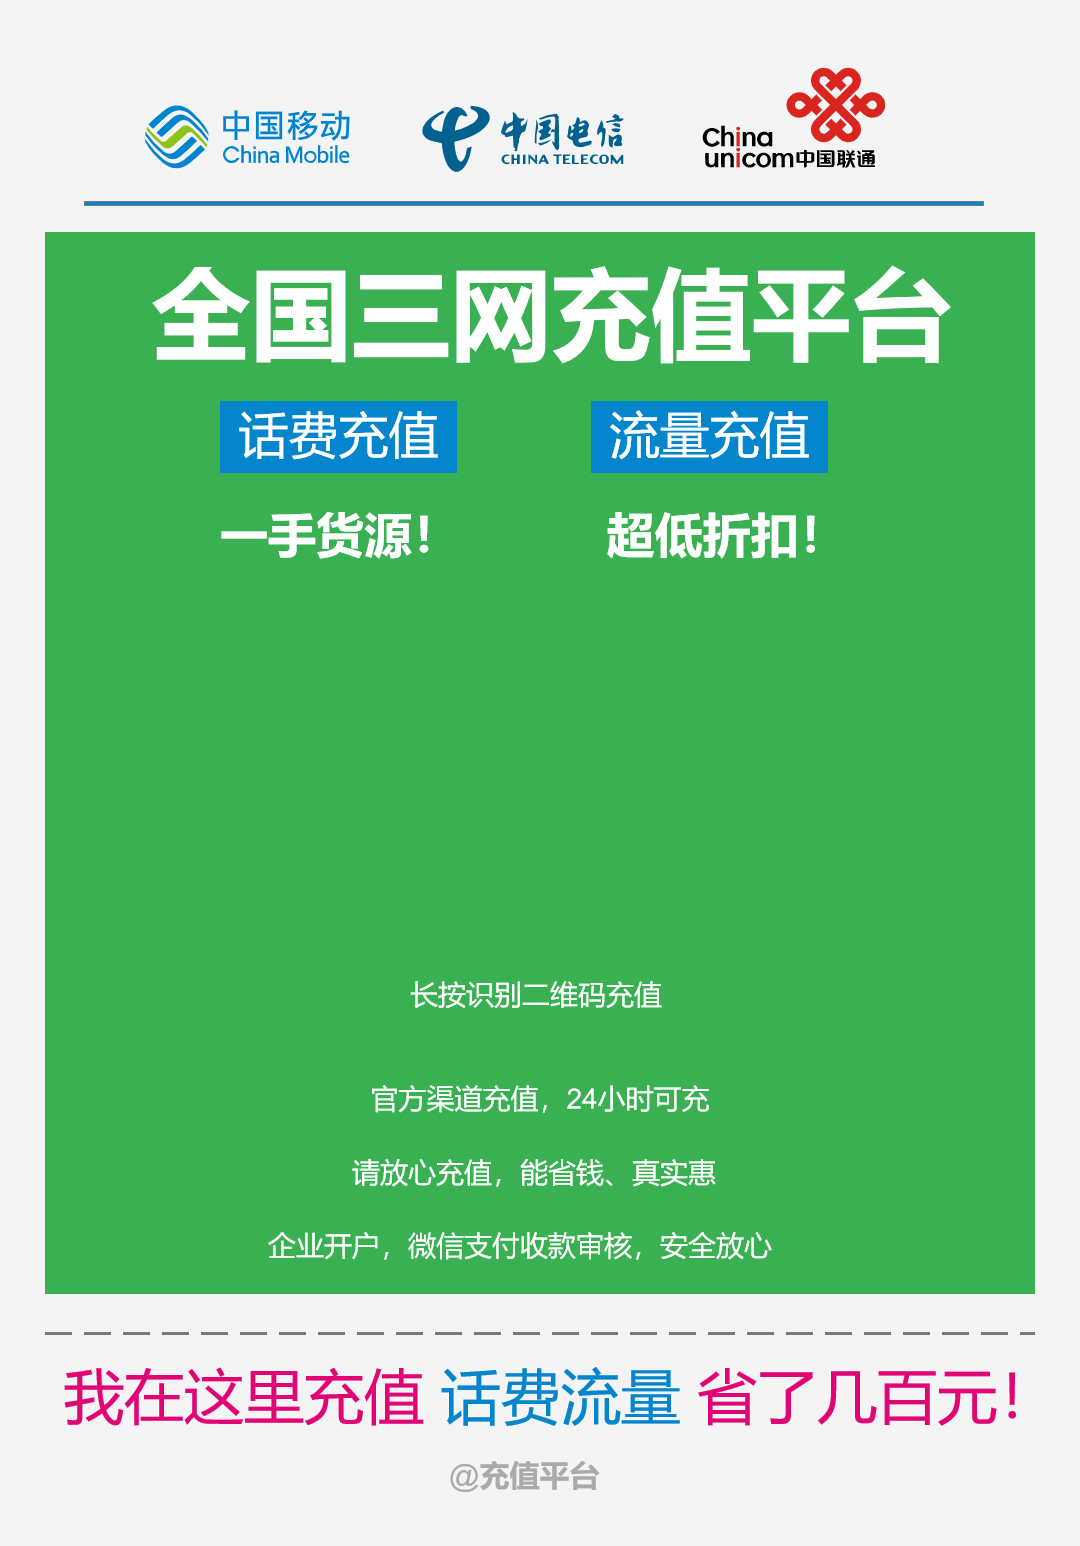 中国移动
China Mobile
中国电信
CHINA TELECOM
China
unicom中国联通
全国三网充值平台
话费充值 流量充值
一手货源！ 超低折扣！
长按识别二维码充值
官方渠道充值，24小时可充
请放心充值，能省钱、真实惠
企业开户，微信支付收款审核，安全放心
我在这里充值 话费流量 省了几百元！
@充值平台